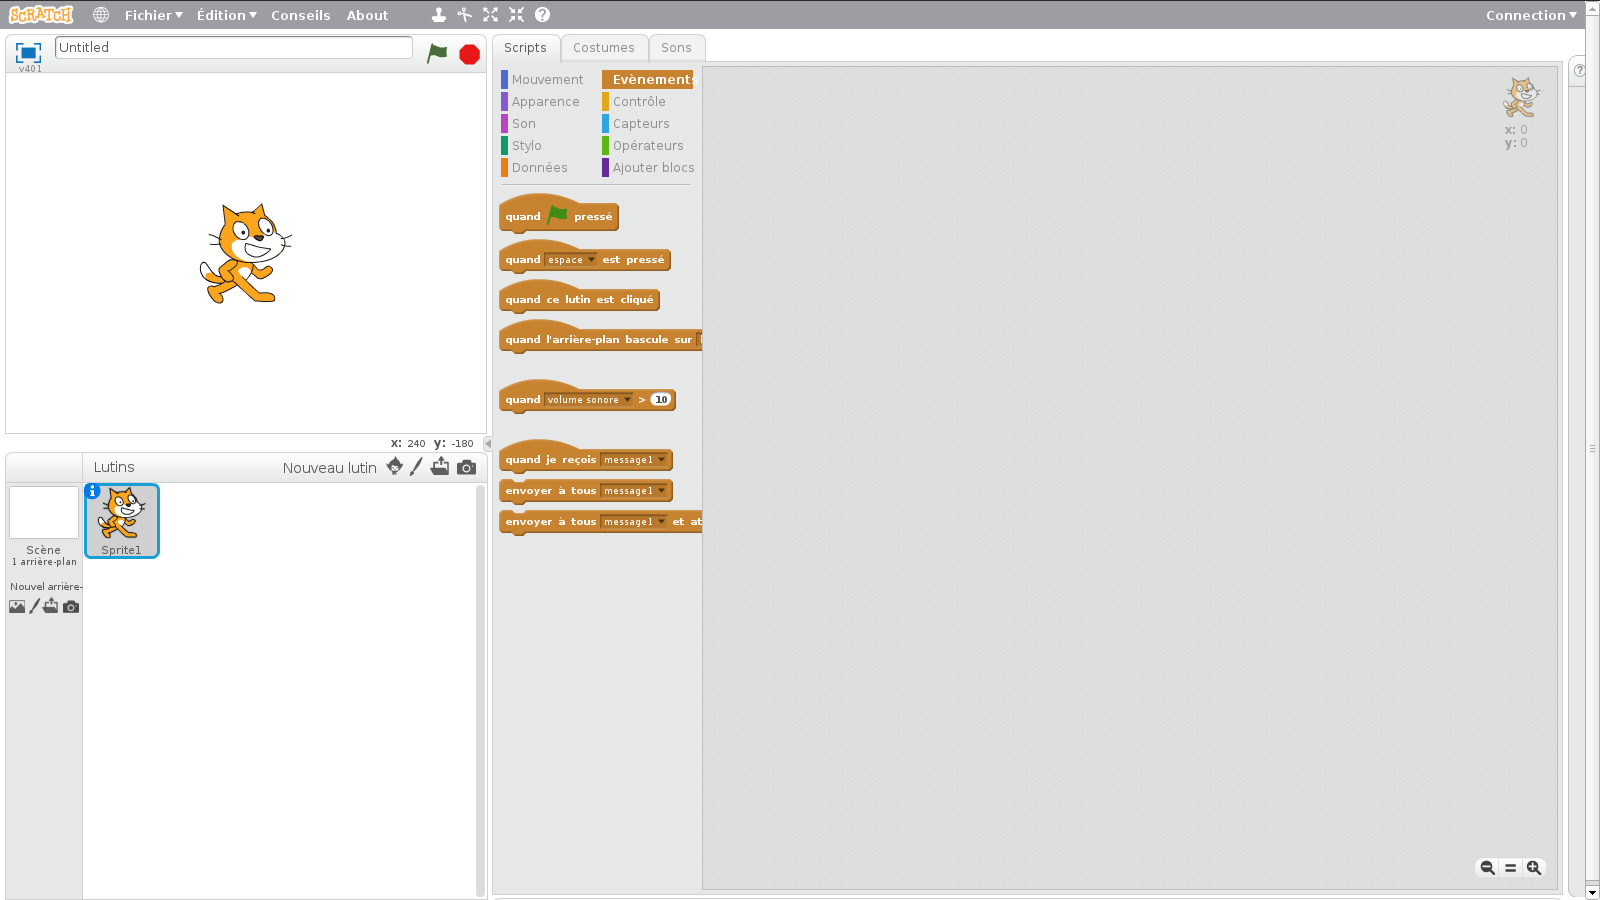 SCRATCH Fichier Édition Conseils About Connection
Untitled
v401
Scripts Costumes Sons
Mouvement Evènements
Apparence Contrôle
Son Capteurs
Stylo Opérateurs
Données Ajouter blocs
quand pressé
quand espace est pressé
quand ce lutin est cliqué
quand l'arrière-plan bascule sur
quand volume sonore > 10
quand je reçois message1
envoyer à tous message1
envoyer à tous message1 et at
x: 0
y: 0
x: 240 y: -180
Lutins Nouveau lutin
Sprite1
Scène
1 arrière-plan
Nouvel arrière-